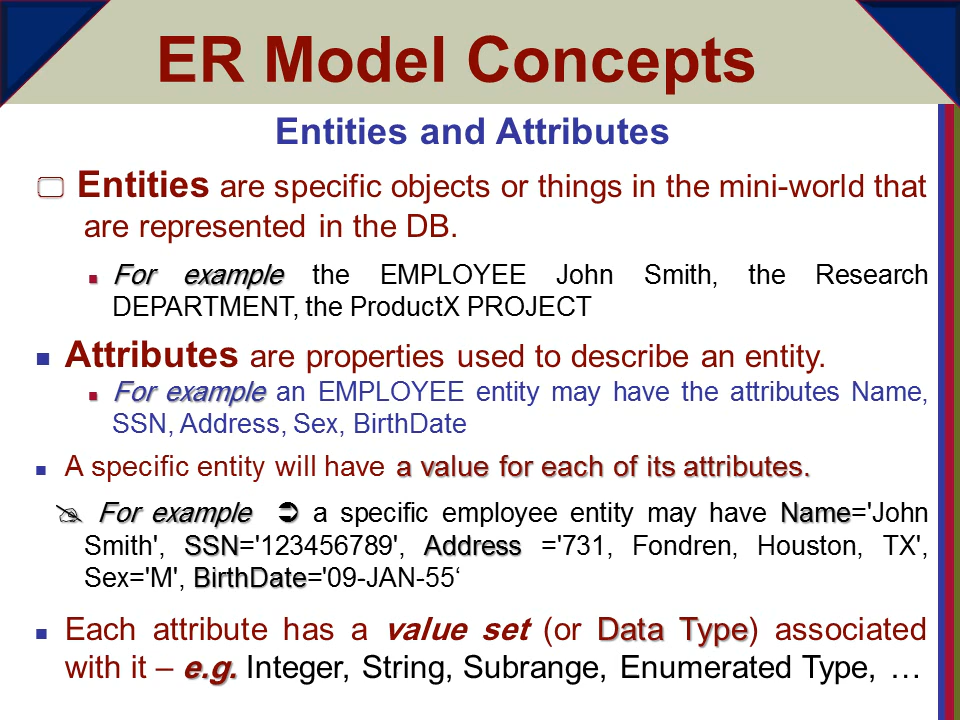 ER Model Concepts
Entities and Attributes
Entities are specific objects or things in the mini-world that
are represented in the DB.
For example the EMPLOYEE John Smith, the Research
DEPARTMENT, the ProductX PROJECT
Attributes are properties used to describe an entity.
For example an EMPLOYEE entity may have the attributes Name,
SSN, Address, Sex, BirthDate
A specific entity will have a value for each of its attributes.
For example ➲ a specific employee entity may have Name='John
Smith', SSN='123456789', Address ='731, Fondren, Houston, TX',
Sex='M', BirthDate='09-JAN-55‘
Each attribute has a value set (or Data Type) associated
with it – e.g. Integer, String, Subrange, Enumerated Type, …